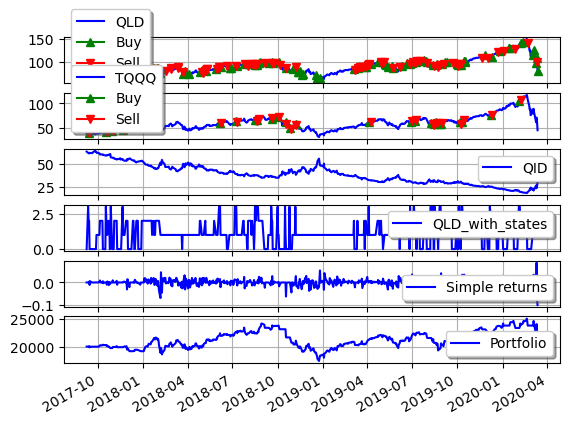 QLD
Buy
Sell
150
100
TQQQ
Buy
Sell
100
50
QID
50
25
QLD_with_states
2.5
0.0
Simple returns
0.0
−0.1
Portfolio
25000
20000
2017-10
2018-01
2018-04
2018-07
2018-10
2019-01
2019-04
2019-07
2019-10
2020-01
2020-04